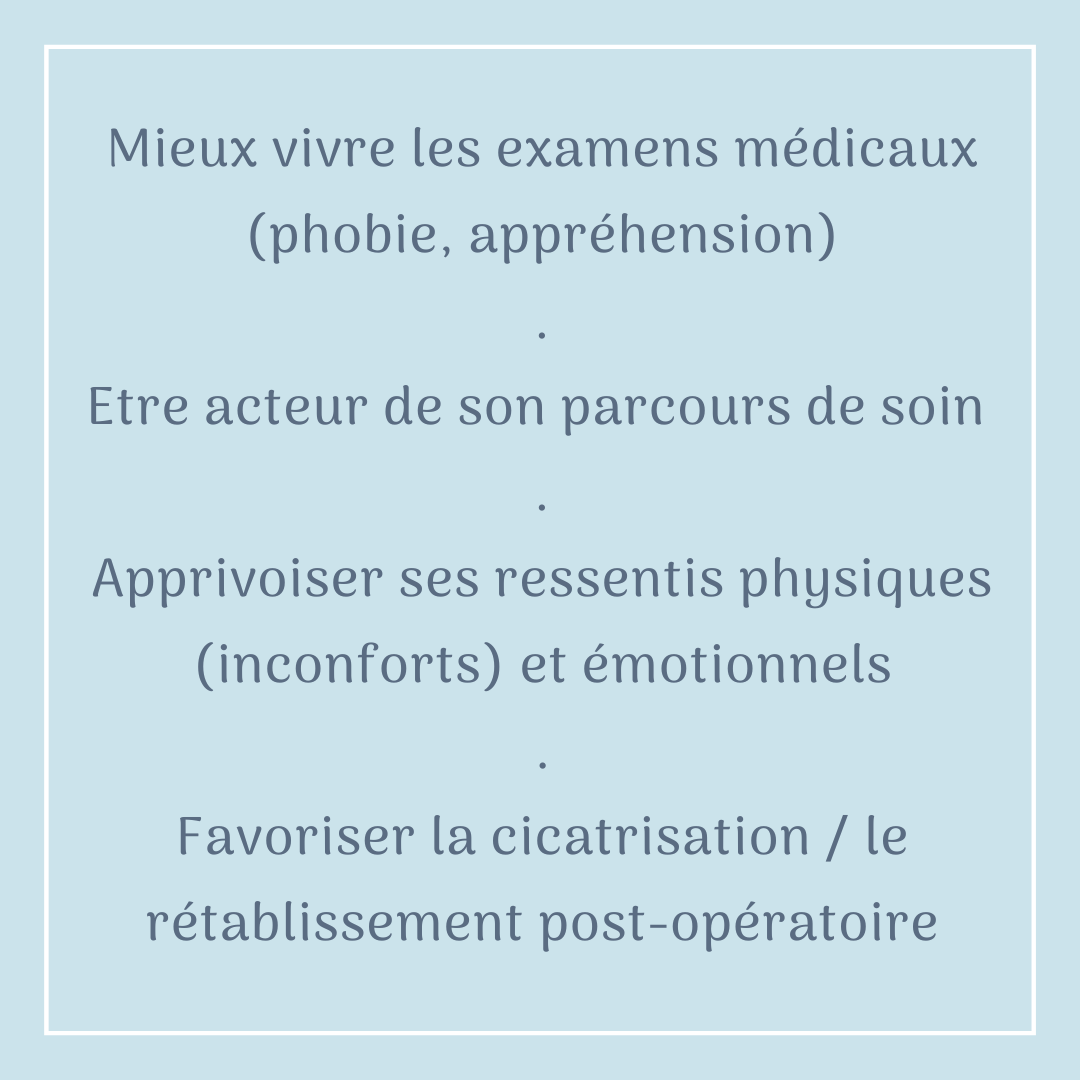 Mieux vivre les examens médicaux
(phobie, appréhension)
.
Etre acteur de son parcours de soin
.
Apprivoiser ses ressentis physiques
(inconforts) et émotionnels
.
Favoriser la cicatrisation / le
rétablissement post-opératoire